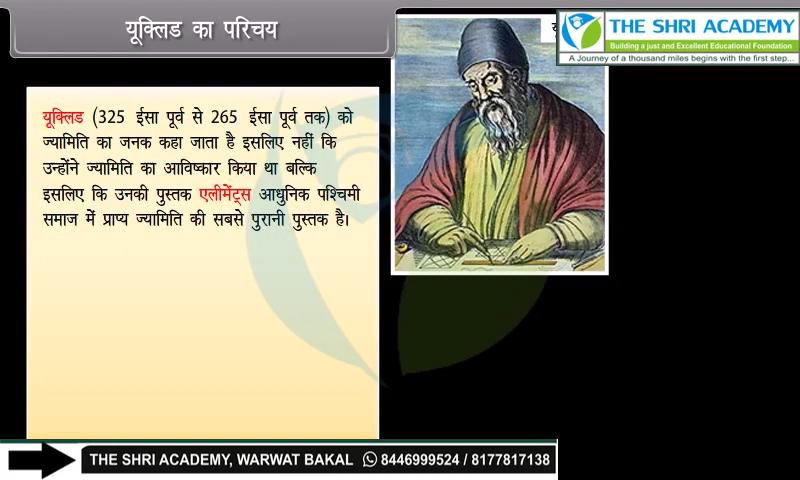 यूक्लिड का परिचय
THE SHRI ACADEMY
Building a just and Excellent Educational Foundation
A Journey of a thousand miles begins with the first step...
यूक्लिड (325 ईसा पूर्व से 265 ईसा पूर्व तक) को
ज्यामिति का जनक कहा जाता है इसलिए नहीं कि
उन्होंने ज्यामिति का आविष्कार किया था बल्कि
इसलिए कि उनकी पुस्तक एलीमेंट्स आधुनिक पश्चिमी
समाज में प्राप्य ज्यामिति की सबसे पुरानी पुस्तक है।
THE SHRI ACADEMY, WARWAT BAKAL 8446999524 / 8177817138